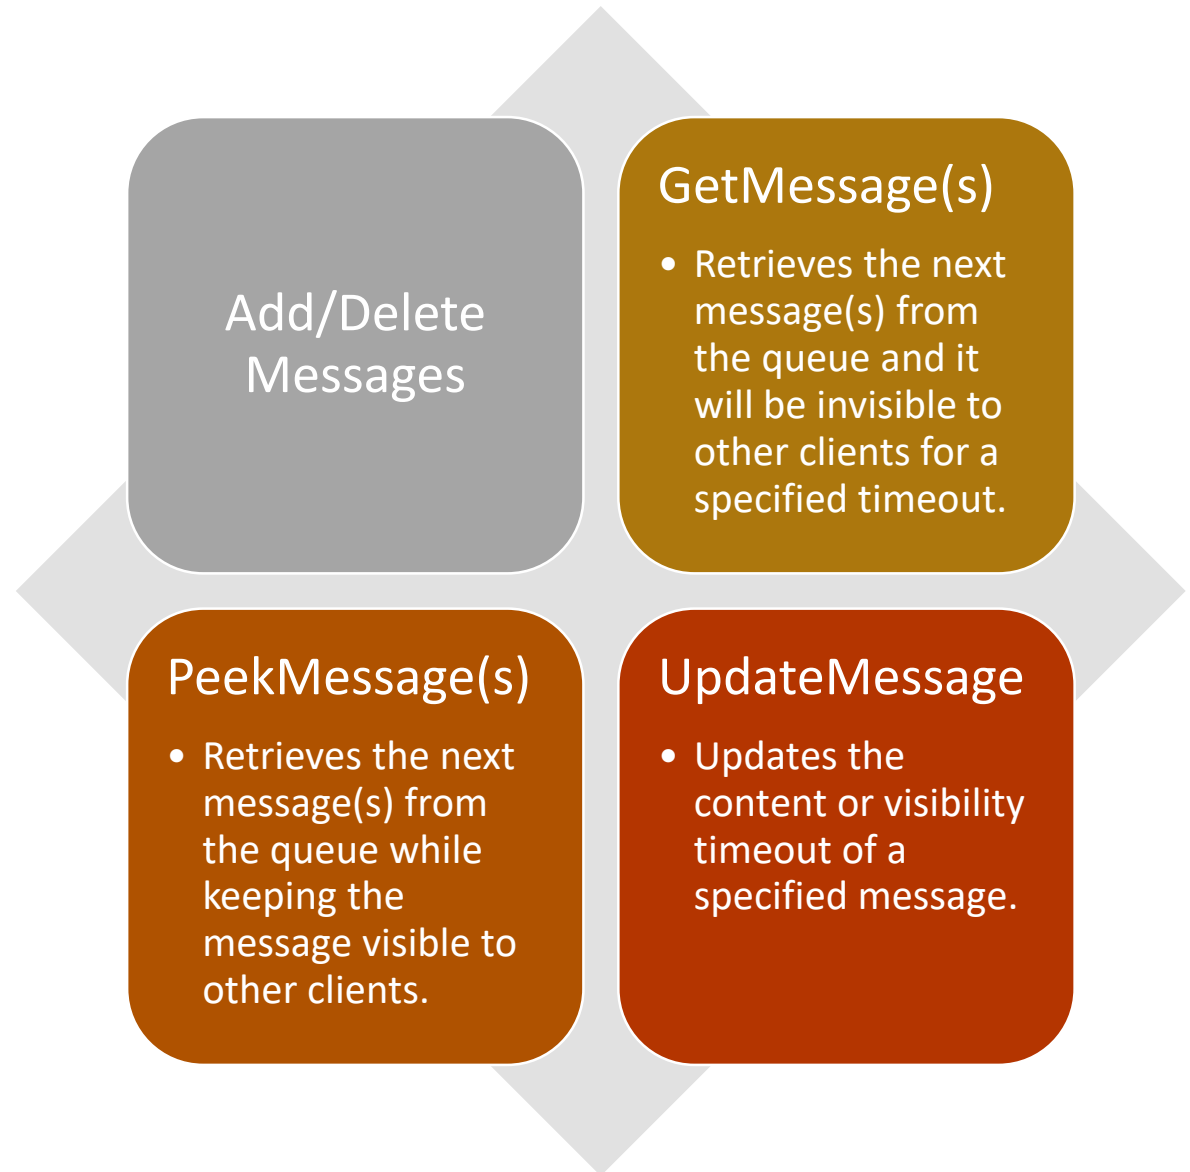 Add/Delete
Messages
GetMessage(s)
• Retrieves the next
message(s) from
the queue and it
will be invisible to
other clients for a
specified timeout.
PeekMessage(s)
• Retrieves the next
message(s) from
the queue while
keeping the
message visible to
other clients.
UpdateMessage
• Updates the
content or visibility
timeout of a
specified message.